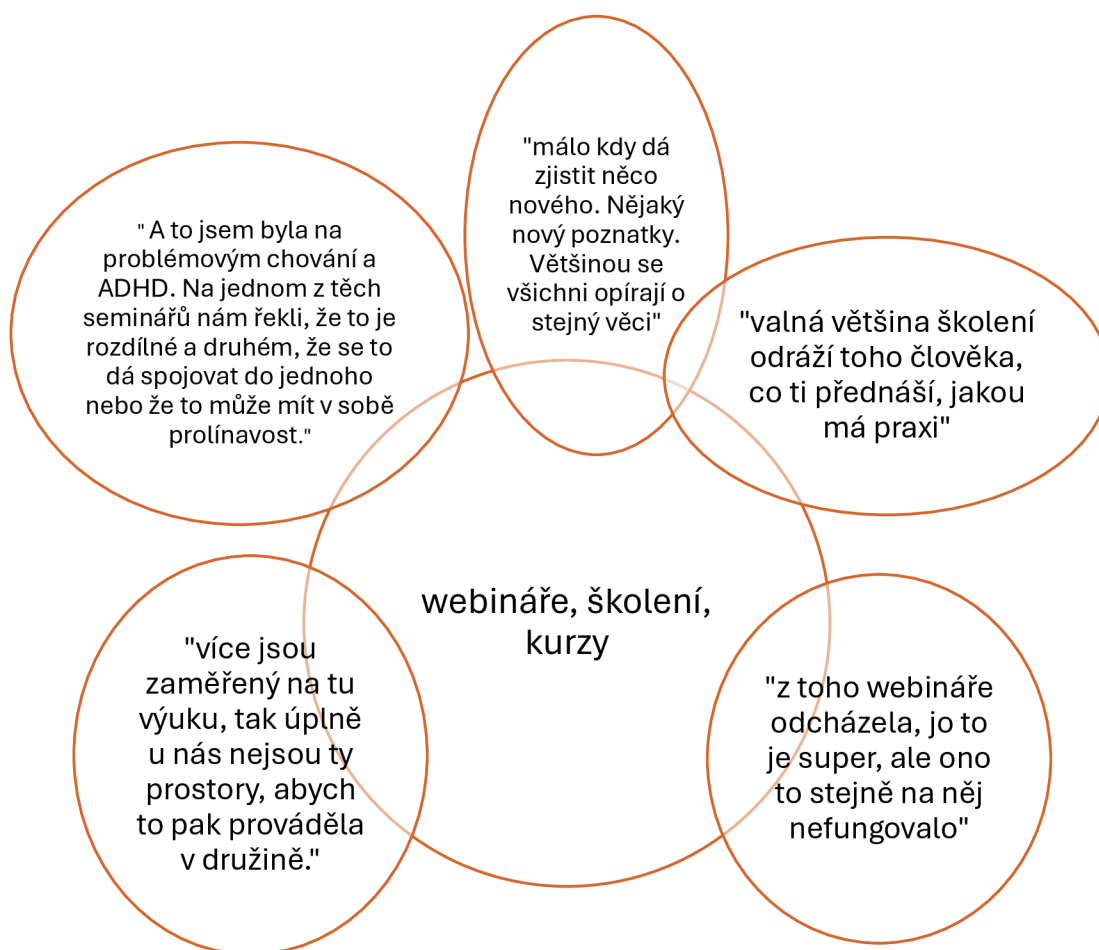 "málo kdy dá
zjistit něco
nového. Nějaký
nový poznatky.
Většinou se
všichni opírají o
stejný věci"
" A to jsem byla na
problémovým chování a
ADHD. Na jednom z těch
seminářů nám řekli, že to je
rozdílné a druhém, že se to
dá spojovat do jednoho
nebo že to může mít v sobě
prolínavost."
"valná většina školení
odráží toho člověka,
co ti přednáší, jakou
má praxi"
webináře, školení,
kurzy
"více jsou
zaměřený na tu
výuku, tak úplně
u nás nejsou ty
prostory, abych
to pak prováděla
v družině."
"z toho webináře
odcházela, jo to
je super, ale ono
to stejně na něj
nefungovalo"